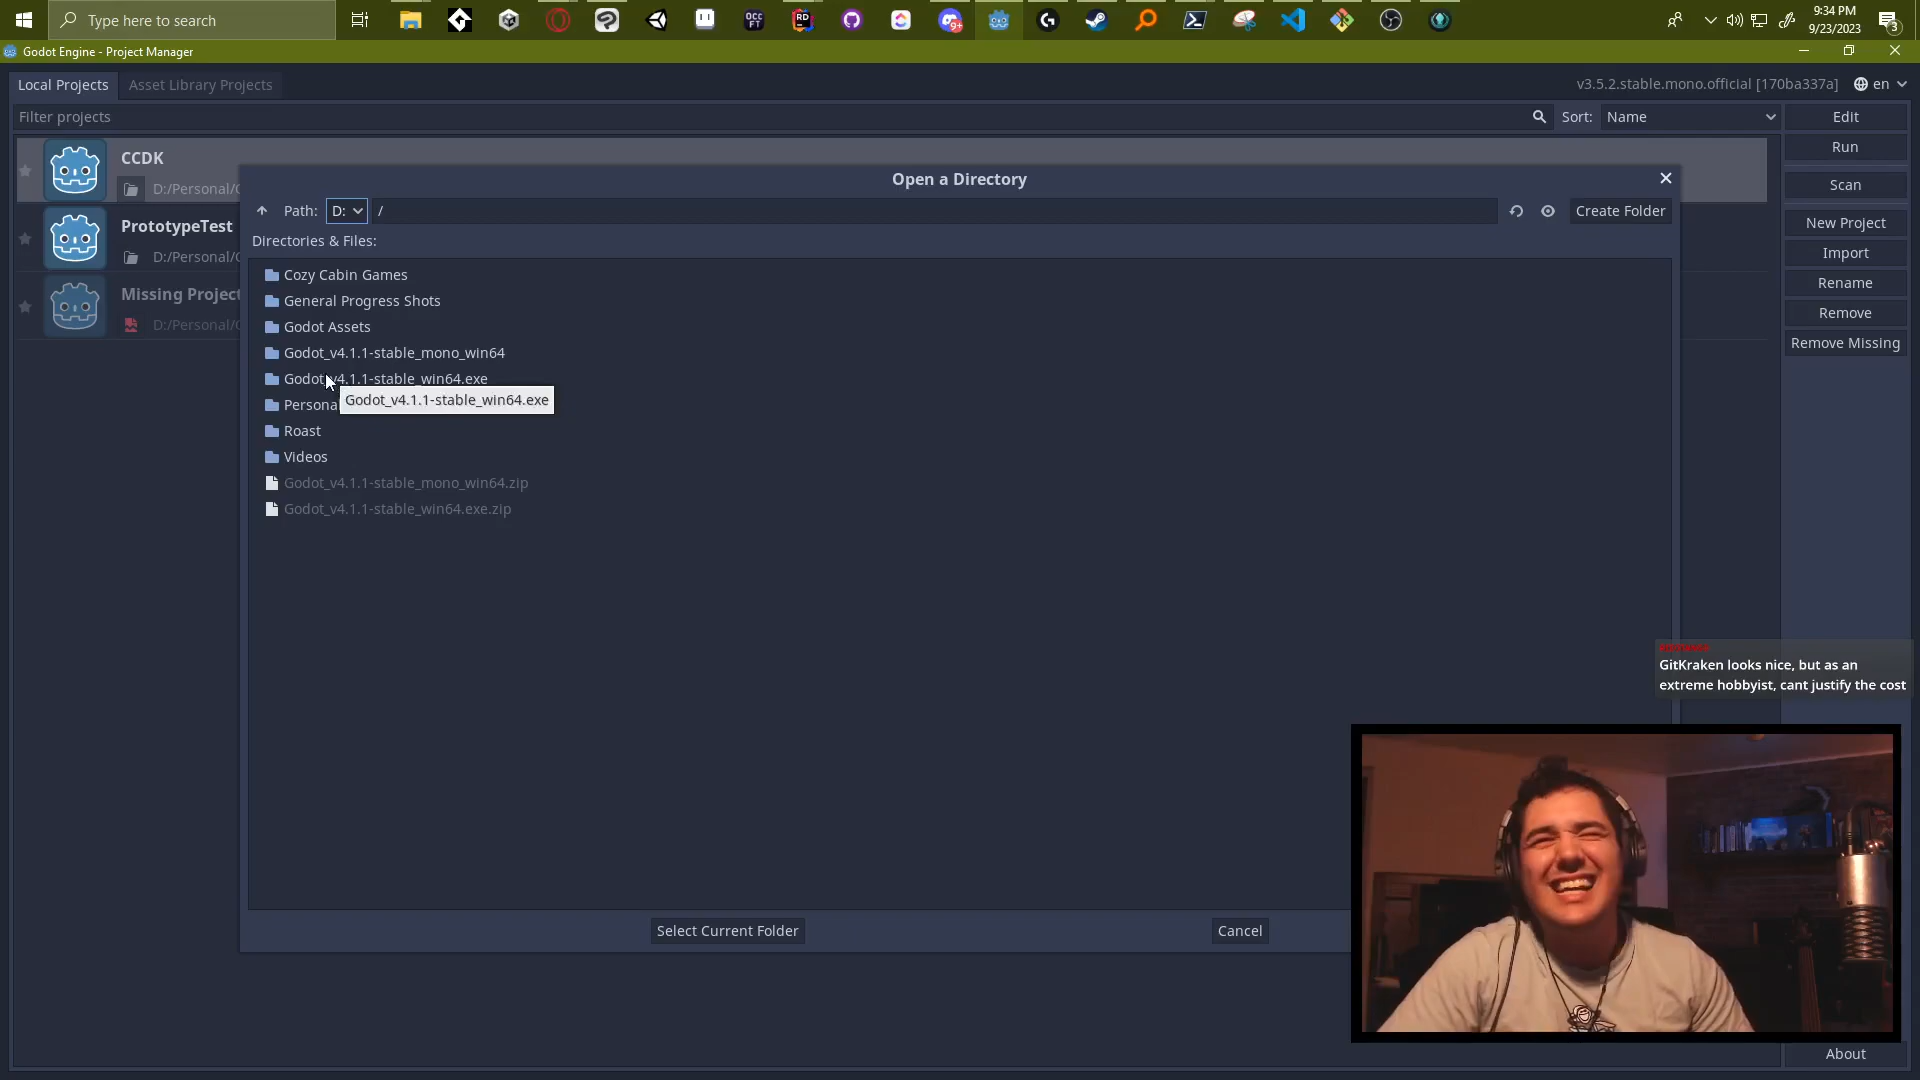 Type here to search
9+
9:34 PM
9/23/2023
3
Godot Engine - Project Manager
Local Projects
Asset Library Projects
v3.5.2.stable.mono.official [170ba337a]
en
Filter projects
Sort:
Name
Edit
CCDK
D:/Personal/
Run
Open a Directory
Scan
Path:
D:
/
Create Folder
PrototypeTest
D:/Personal/
New Project
Directories & Files:
Import
Cozy Cabin Games
Rename
Missing Project
General Progress Shots
Remove
D:/Personal/
Godot Assets
Remove Missing
Godot_v4.1.1-stable_mono_win64
Godot_v4.1.1-stable_win64.exe
Godot_v4.1.1-stable_win64.exe
Personal
Roast
Videos
Godot_v4.1.1-stable_mono_win64.zip
Godot_v4.1.1-stable_win64.exe.zip
GitKraken looks nice, but as an
extreme hobbyist, cant justify the cost
Select Current Folder
Cancel
About